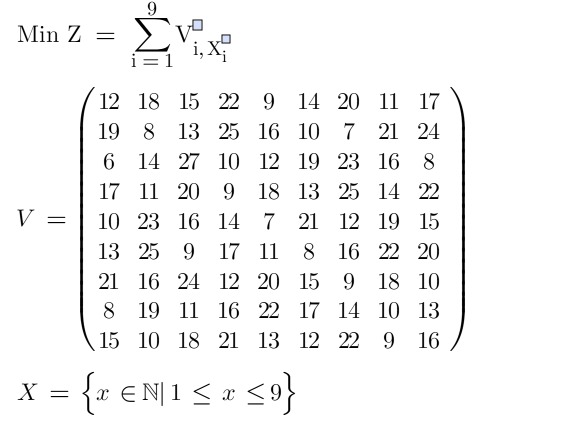 Min Z = 9 ∑ i = 1 V□ i, X□ i
V =
12 18 15 22 9 14 20 11 17
19 8 13 25 16 10 7 21 24
6 14 27 10 12 19 23 16 8
17 11 20 9 18 13 25 14 22
10 23 16 14 7 21 12 19 15
13 25 9 17 11 8 16 22 20
21 16 24 12 20 15 9 18 10
8 19 11 16 22 17 14 10 13
15 10 18 21 13 12 22 9 16
X = {x ∈ ℕ| 1 ≤ x ≤ 9}